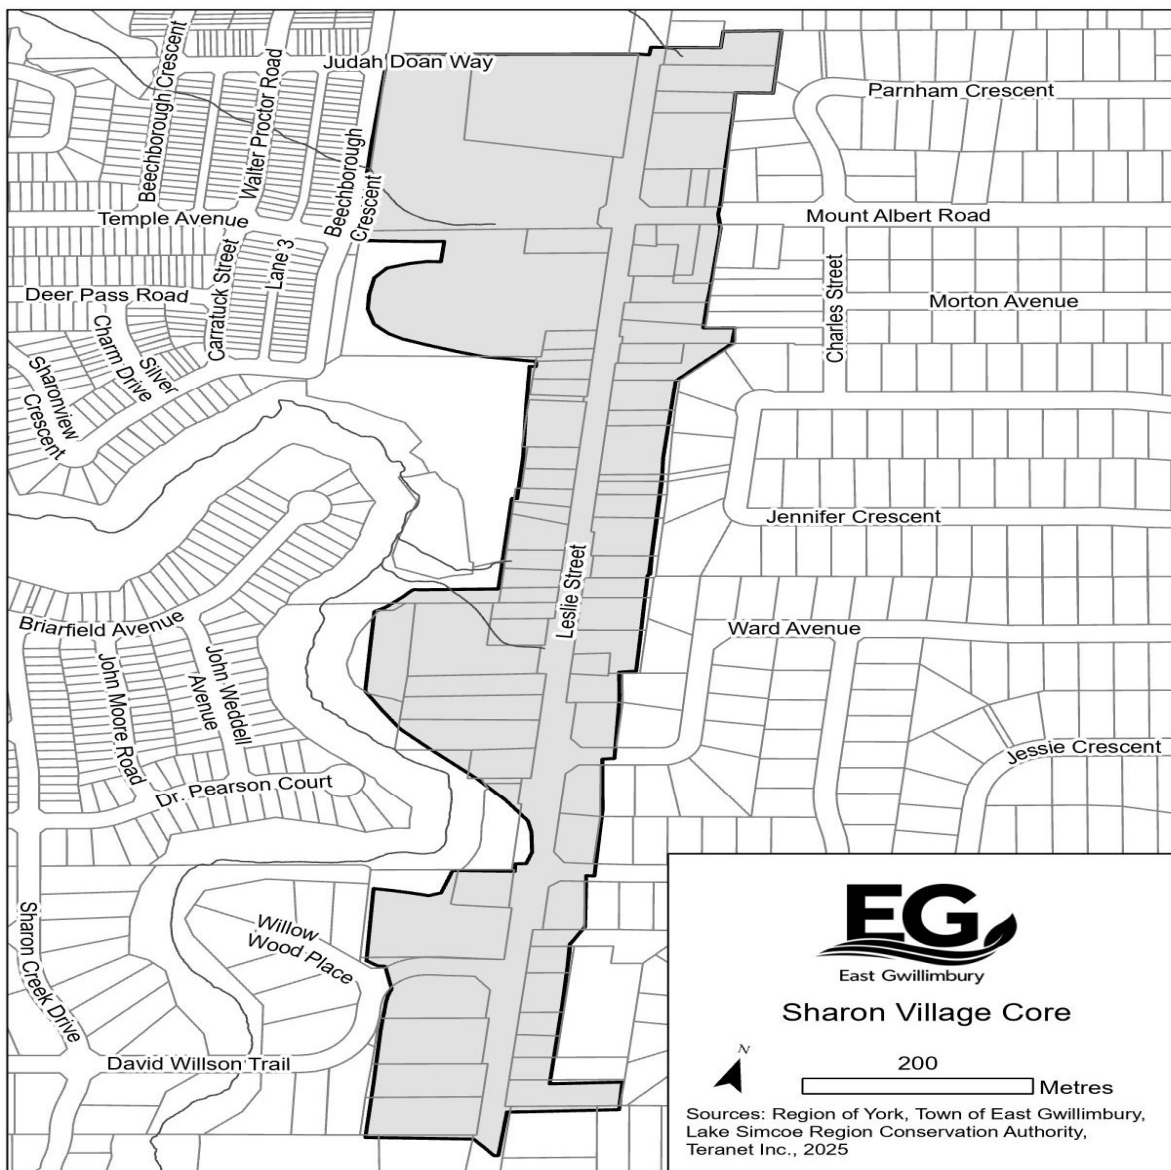 Judah Doan Way
Beechborough Crescent
Walter Proctor Road
Beechborough
Crescent
Parnham Crescent
Temple Avenue
Mount Albert Road
Carratuck Street
Lane 3
Charles Street
Deer Pass Road
Morton Avenue
Silver
Charm Drive
Sharonview
Crescent
Jennifer Crescent
Leslie Street
Briarfield Avenue
Ward Avenue
John Weddell
Avenue
John Moore Road
Jessie Crescent
Dr. Pearson Court
Willow
Wood Place
Sharon Creek Drive
David Willson Trail
EG
East Gwillimbury
Sharon Village Core
N
200
Metres
Sources: Region of York, Town of East Gwillimbury,
Lake Simcoe Region Conservation Authority,
Teranet Inc., 2025